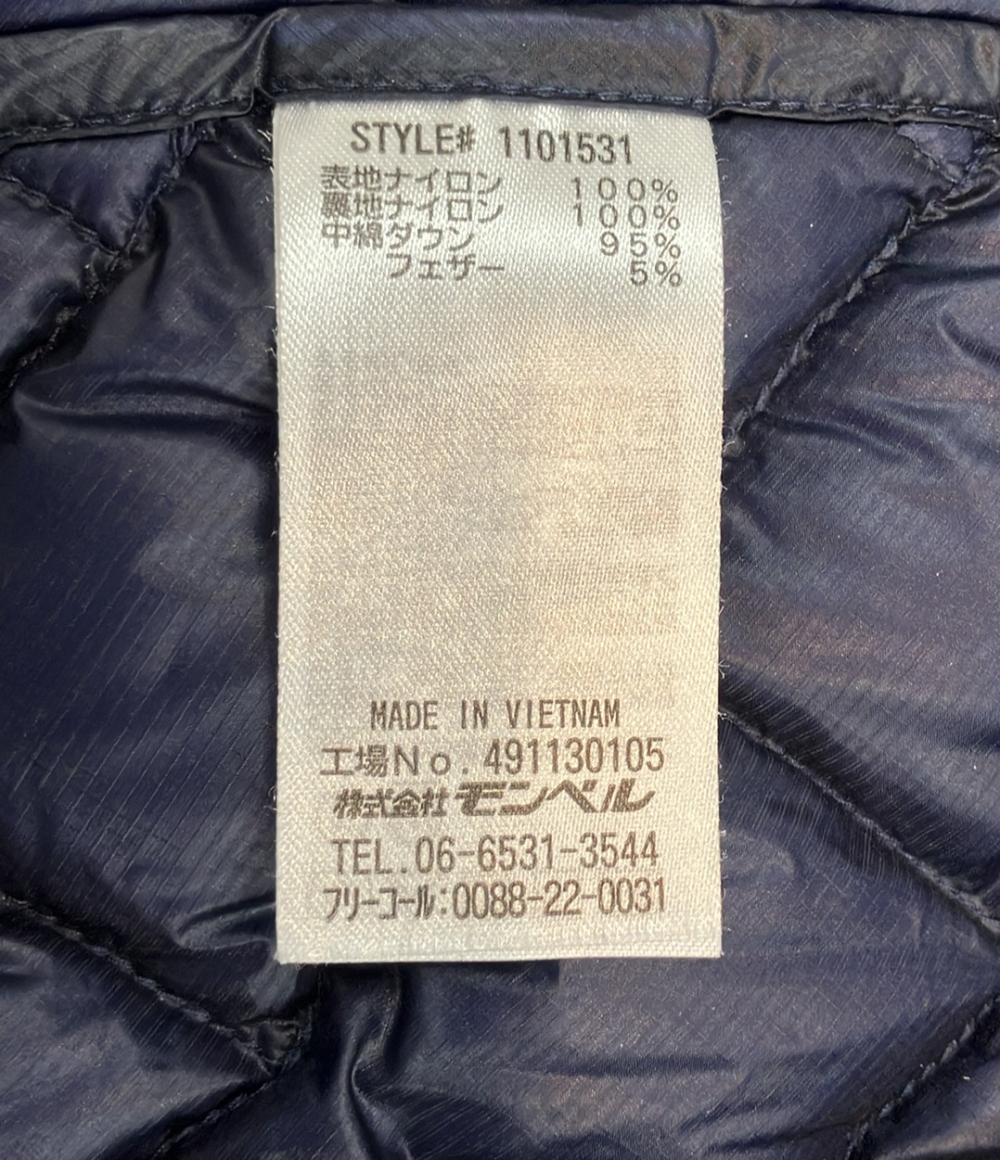 STYLE# 1101531
表地ナイロン 100%
裏地ナイロン 100%
中綿ダウン 95%
フェザー 5%
MADE IN VIETNAM
工場No. 491130105
株式会社モンベル
TEL.06-6531-3544
フリーコール:0088-22-0031